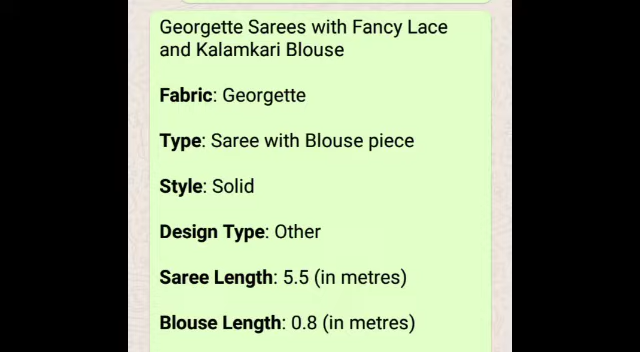 Georgette Sarees with Fancy Lace
and Kalamkari Blouse
Fabric: Georgette
Type: Saree with Blouse piece
Style: Solid
Design Type: Other
Saree Length: 5.5 (in metres)
Blouse Length: 0.8 (in metres)